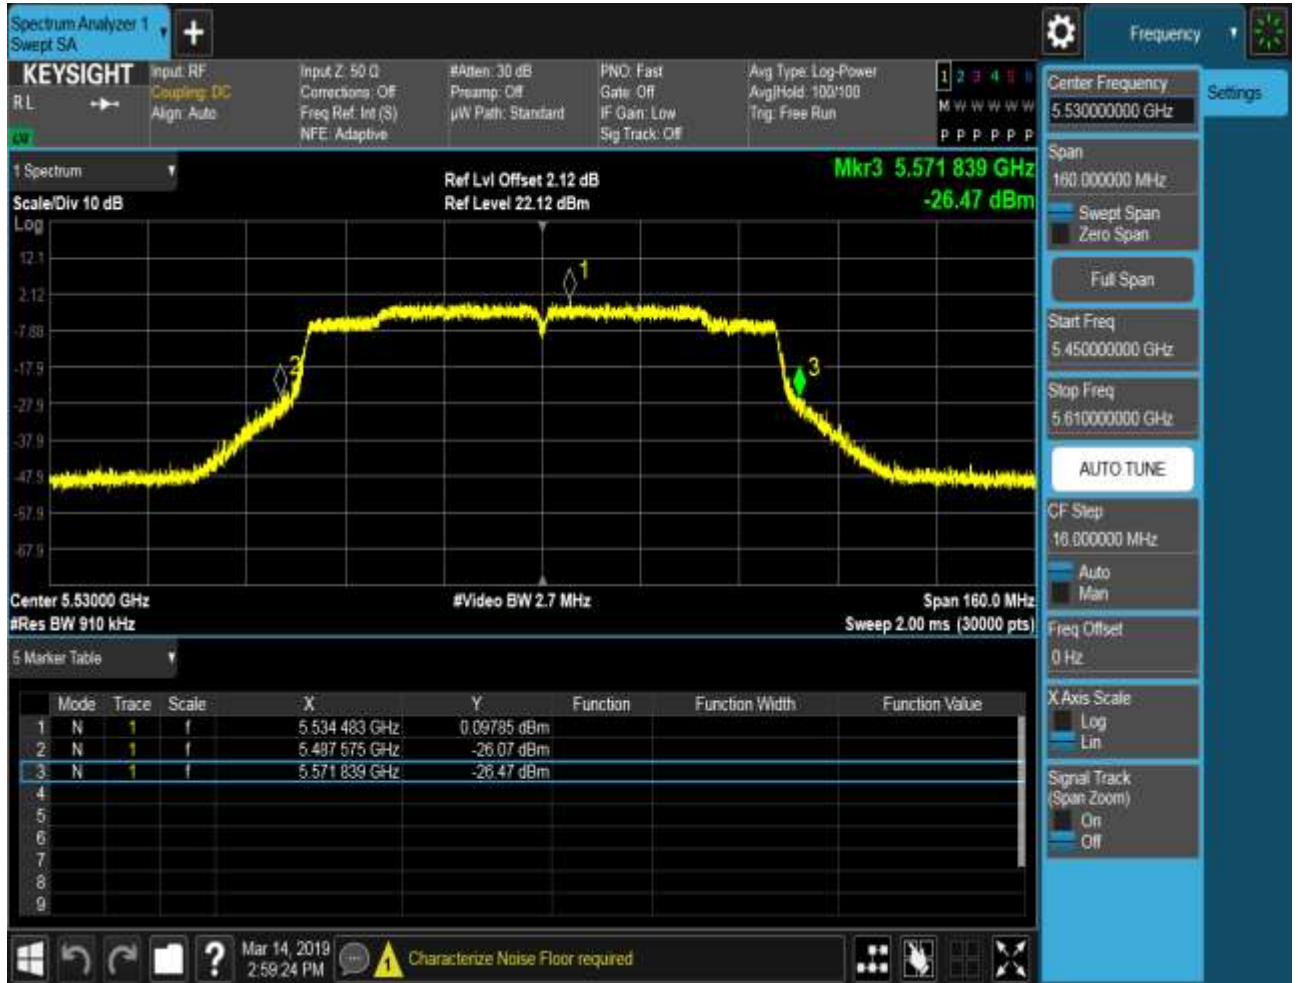 Spectrum Analyzer 1
Swept SA
+
Frequency
KEYSIGHT
RL
Input: RF
Coupling: DC
Align: Auto
Input Z: 50 Ω
Corrections: Off
Freq Ref: Int (S)
NFE: Adaptive
#Atten: 30 dB
Preamp: Off
µW Path: Standard
PNO: Fast
Gate: Off
IF Gain: Low
Sig Track: Off
Avg Type: Log-Power
Avg|Hold: 100/100
Trig: Free Run
1 2 3 4 5 6
M W W W W W
P P P P P P
1 Spectrum
Scale/Div 10 dB
Log
Ref Lvl Offset 2.12 dB
Ref Level 22.12 dBm
Mkr3 5.571 839 GHz
-26.47 dBm
12.1
2.12
-7.88
-17.9
-27.9
-37.9
-47.9
-57.9
-67.9
1
2
3
Center 5.53000 GHz
#Res BW 910 kHz
#Video BW 2.7 MHz
Span 160.0 MHz
Sweep 2.00 ms (30000 pts)
5 Marker Table
Mode Trace Scale X Y Function Function Width Function Value
1 N 1 f 5.534 483 GHz 0.09785 dBm
2 N 1 f 5.487 575 GHz -26.07 dBm
3 N 1 f 5.571 839 GHz -26.47 dBm
4
5
6
7
8
9
Mar 14, 2019
2:59:24 PM
?
1
Characterize Noise Floor required
Settings
Center Frequency
5.530000000 GHz
Span
160.000000 MHz
Swept Span
Zero Span
Full Span
Start Freq
5.450000000 GHz
Stop Freq
5.610000000 GHz
AUTO TUNE
CF Step
16.000000 MHz
Auto
Man
Freq Offset
0 Hz
X Axis Scale
Log
Lin
Signal Track
(Span Zoom)
On
Off